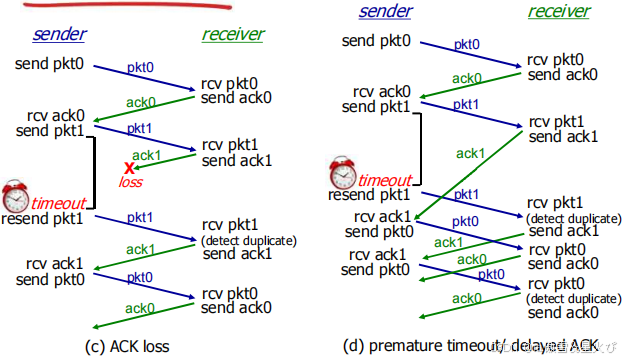 sender
receiver
send pkt0
pkt0
rcv pkt0
send ack0
ack0
rcv ack0
send pkt1
pkt1
rcv pkt1
send ack1
ack1
X
loss
timeout
resend pkt1
pkt1
rcv pkt1
(detect duplicate)
send ack1
ack1
rcv ack1
send pkt0
pkt0
rcv pkt0
send ack0
ack0
(c) ACK loss
sender
receiver
send pkt0
pkt0
rcv pkt0
send ack0
ack0
rcv ack0
send pkt1
pkt1
rcv pkt1
send ack1
ack1
timeout
resend pkt1
pkt1
rcv pkt1
(detect duplicate)
send ack1
rcv ack1
send pkt0
pkt0
ack1
rcv pkt0
send ack0
ack0
rcv ack1
send pkt0
pkt0
rcv pkt0
(detect duplicate)
send ack0
ack0
(d) premature timeout/ delayed ACK